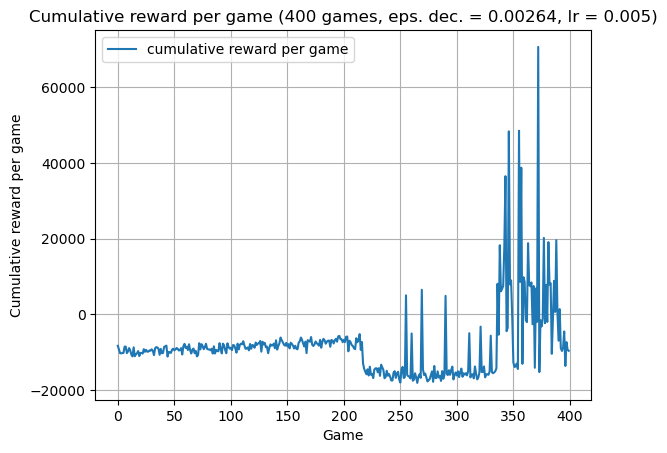 Cumulative reward per game (400 games, eps. dec. = 0.00264, lr = 0.005)
cumulative reward per game
Cumulative reward per game
60000
40000
20000
0
−20000
0 50 100 150 200 250 300 350 400
Game